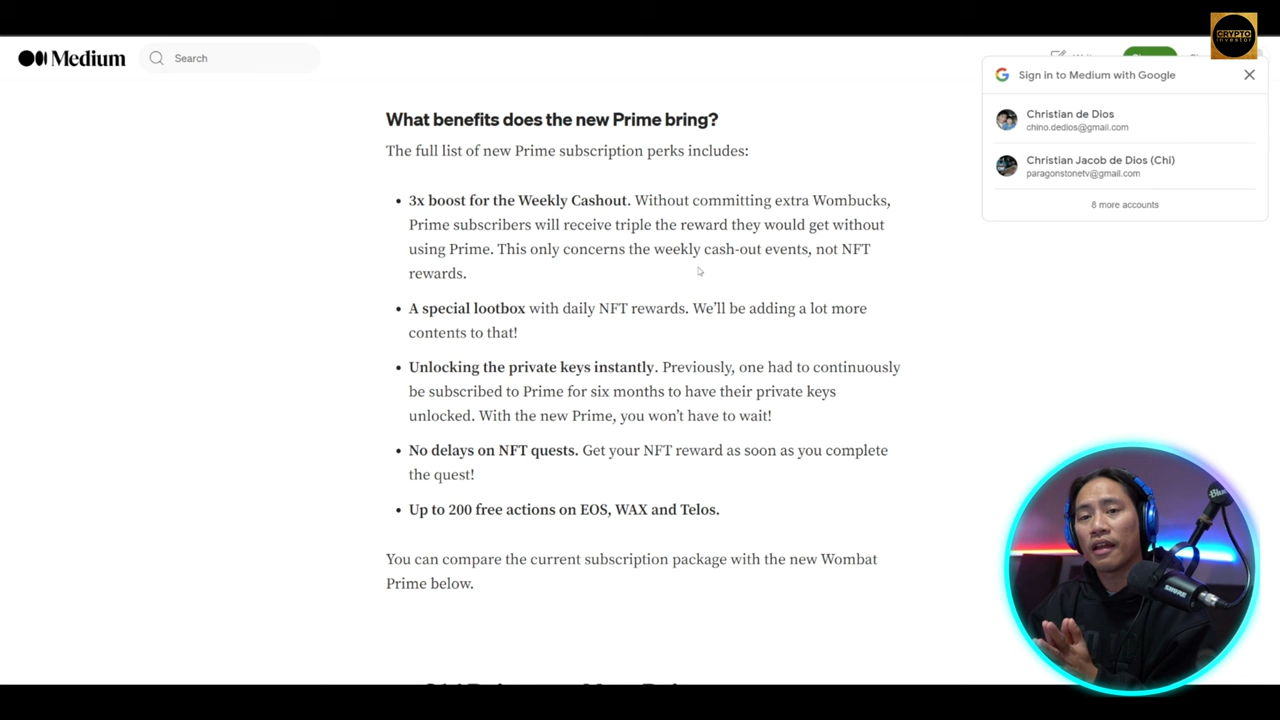 CRYPTO
investor
Medium
Search
Sign in to Medium with Google
Christian de Dios
chino.dedios@gmail.com
Christian Jacob de Dios (Chi)
paragonstonetv@gmail.com
8 more accounts
What benefits does the new Prime bring?
The full list of new Prime subscription perks includes:
• 3x boost for the Weekly Cashout. Without committing extra Wombucks,
Prime subscribers will receive triple the reward they would get without
using Prime. This only concerns the weekly cash-out events, not NFT
rewards.
• A special lootbox with daily NFT rewards. We'll be adding a lot more
contents to that!
• Unlocking the private keys instantly. Previously, one had to continuously
be subscribed to Prime for six months to have their private keys
unlocked. With the new Prime, you won't have to wait!
• No delays on NFT quests. Get your NFT reward as soon as you complete
the quest!
• Up to 200 free actions on EOS, WAX and Telos.
You can compare the current subscription package with the new Wombat
Prime below.
SHURE